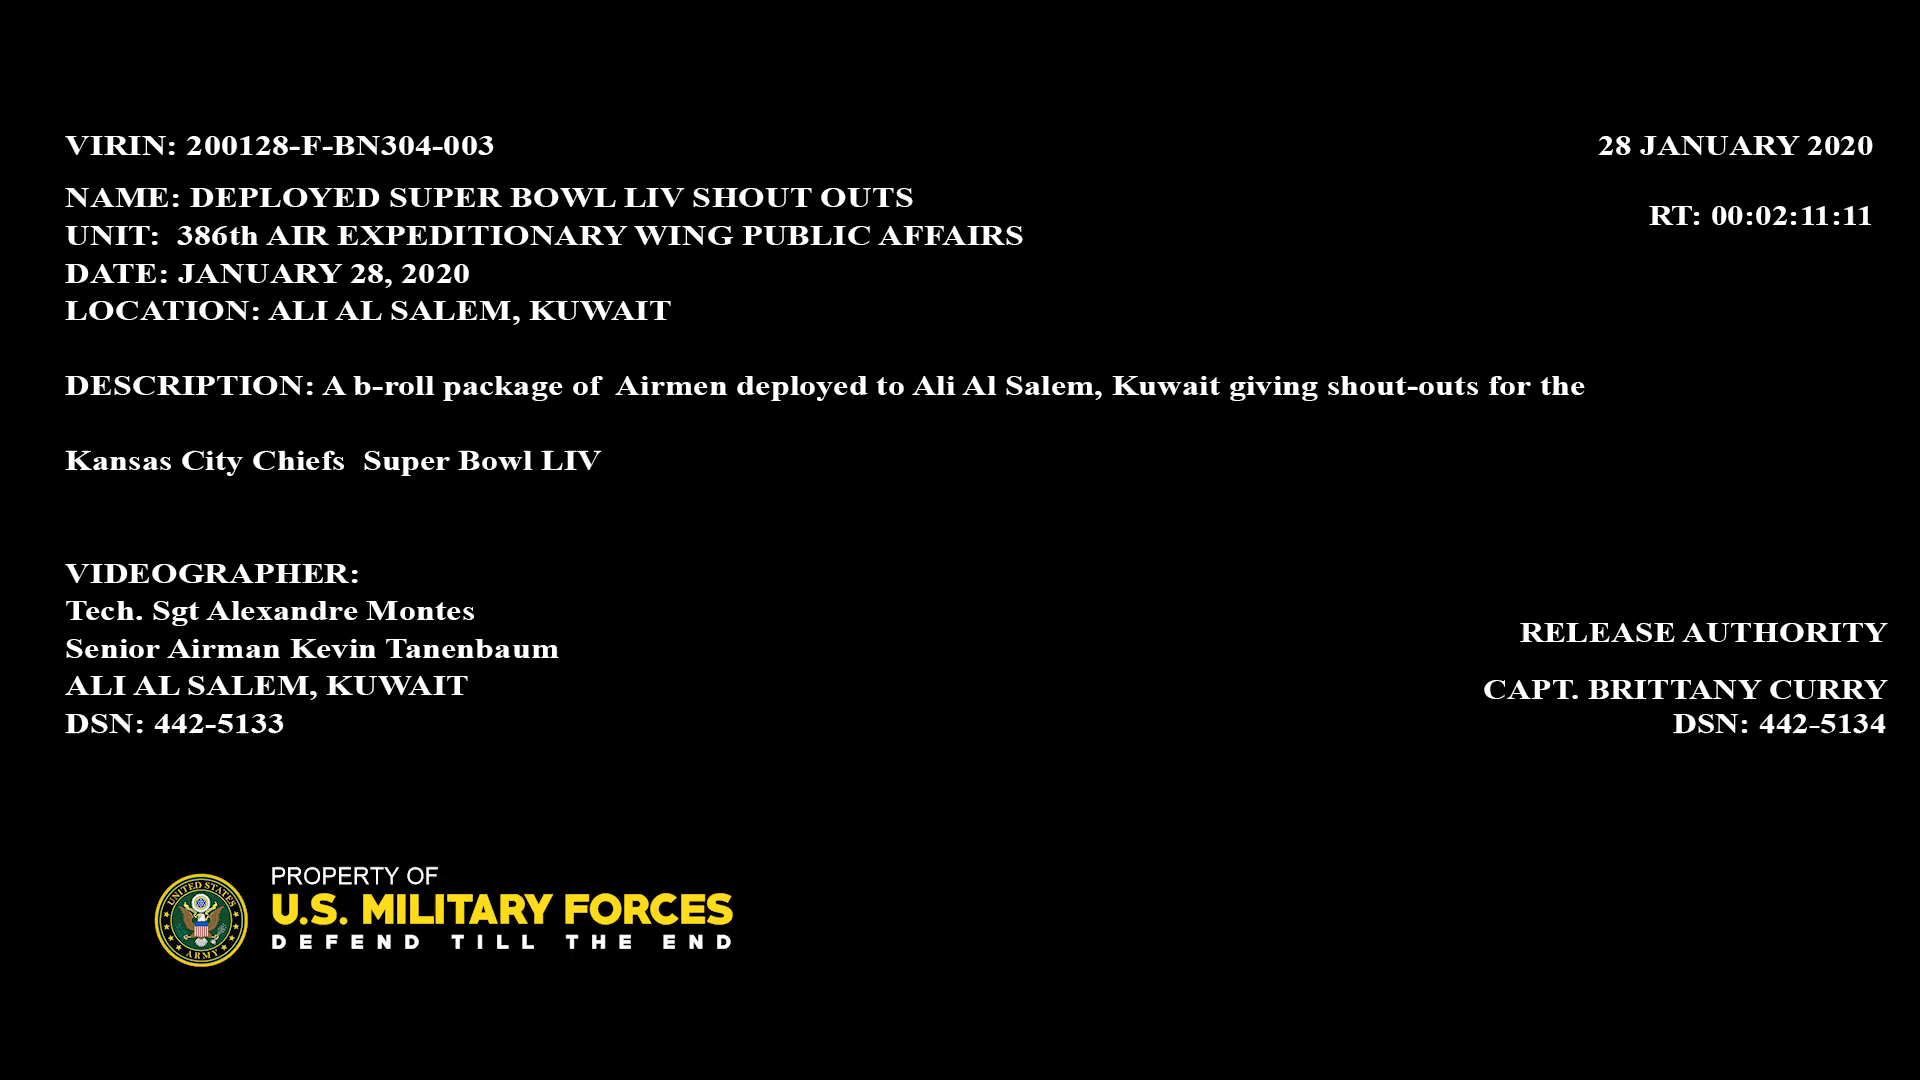 VIRIN: 200128-F-BN304-003
28 JANUARY 2020
NAME: DEPLOYED SUPER BOWL LIV SHOUT OUTS
RT: 00:02:11:11
UNIT:  386th AIR EXPEDITIONARY WING PUBLIC AFFAIRS
DATE: JANUARY 28, 2020
LOCATION: ALI AL SALEM, KUWAIT
DESCRIPTION: A b-roll package of  Airmen deployed to Ali Al Salem, Kuwait giving shout-outs for the
Kansas City Chiefs  Super Bowl LIV
VIDEOGRAPHER:
Tech. Sgt Alexandre Montes
Senior Airman Kevin Tanenbaum
ALI AL SALEM, KUWAIT
DSN: 442-5133
RELEASE AUTHORITY
CAPT. BRITTANY CURRY
DSN: 442-5134
UNITED STATES
ARMY
PROPERTY OF
U.S. MILITARY FORCES
DEFEND TILL THE END